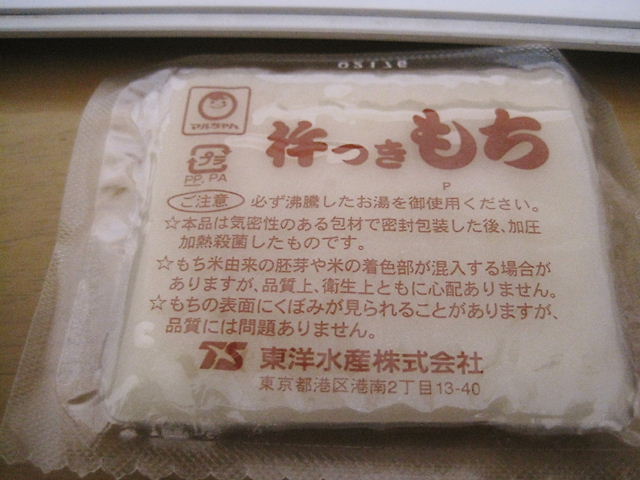 02176
マルちゃん
杵つきもち
プラ
PP, PA
P
ご注意 必ず沸騰したお湯を御使用ください。
☆本品は気密性のある包材で密封包装した後、加圧
加熱殺菌したものです。
☆もち米由来の胚芽や米の着色部が混入する場合が
ありますが、品質上、衛生上ともに心配ありません。
☆もちの表面にくぼみが見られることがありますが、
品質には問題ありません。
TS 東洋水産株式会社
東京都港区港南2丁目13-40